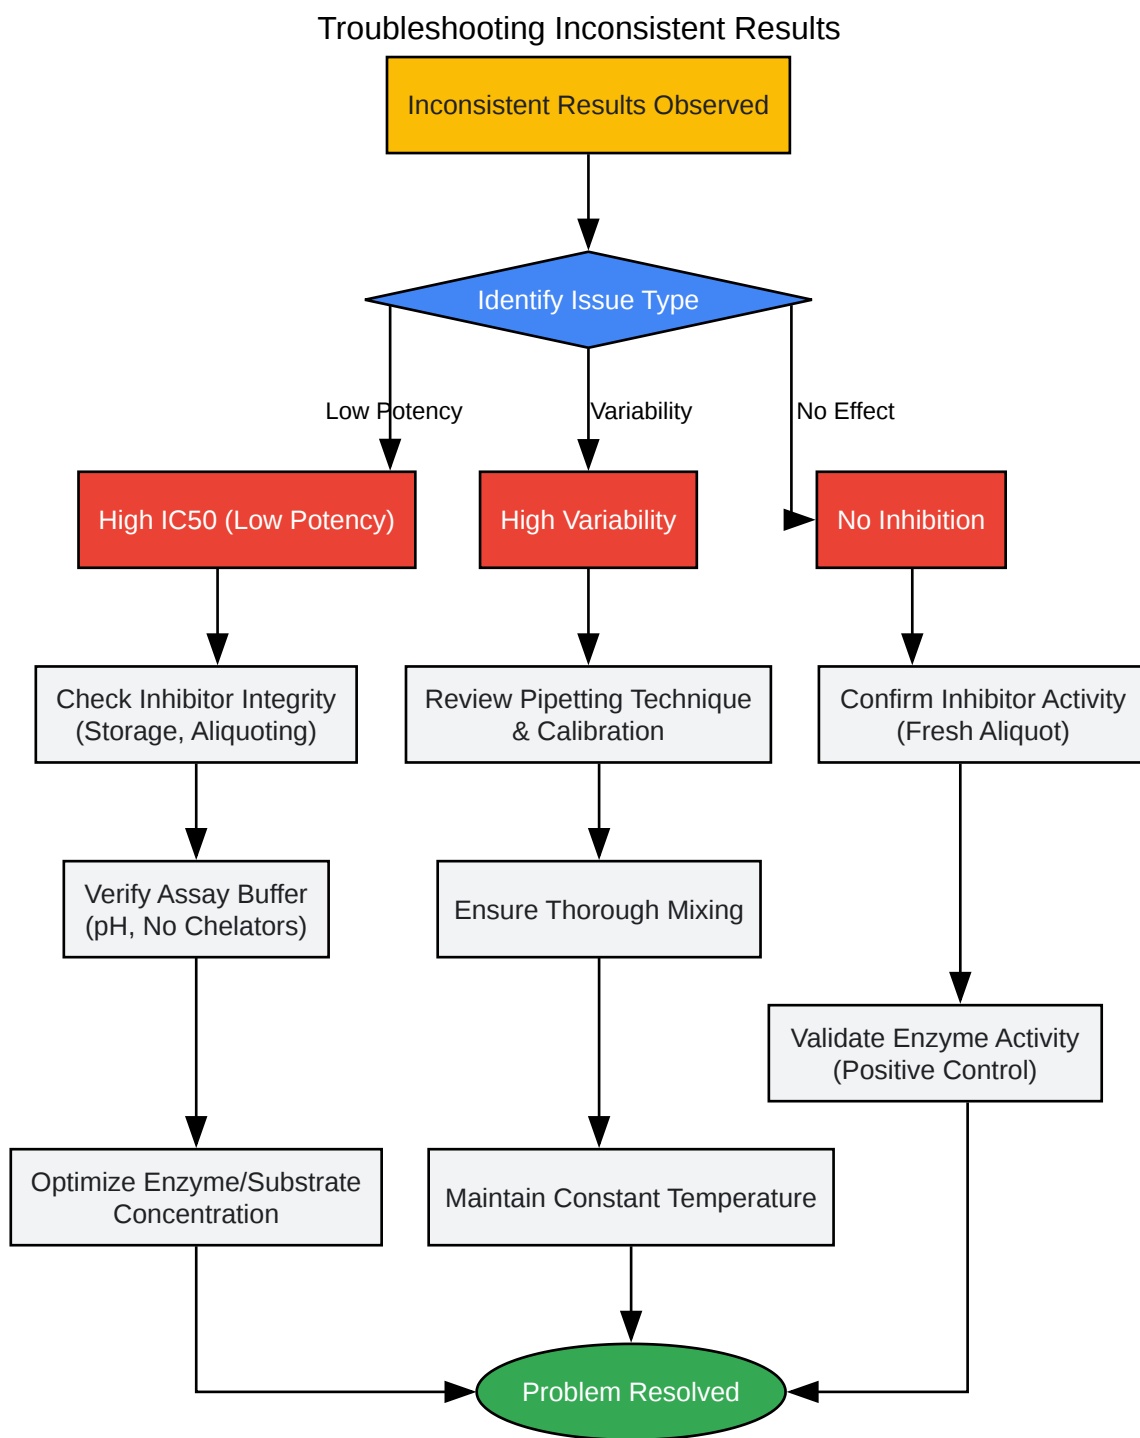 Troubleshooting Inconsistent Results
Inconsistent Results Observed
Identify Issue Type
Low Potency
Variability
No Effect
High IC50 (Low Potency)
High Variability
No Inhibition
Check Inhibitor Integrity
(Storage, Aliquoting)
Review Pipetting Technique
& Calibration
Confirm Inhibitor Activity
(Fresh Aliquot)
Verify Assay Buffer
(pH, No Chelators)
Ensure Thorough Mixing
Validate Enzyme Activity
(Positive Control)
Optimize Enzyme/Substrate
Concentration
Maintain Constant Temperature
Problem Resolved